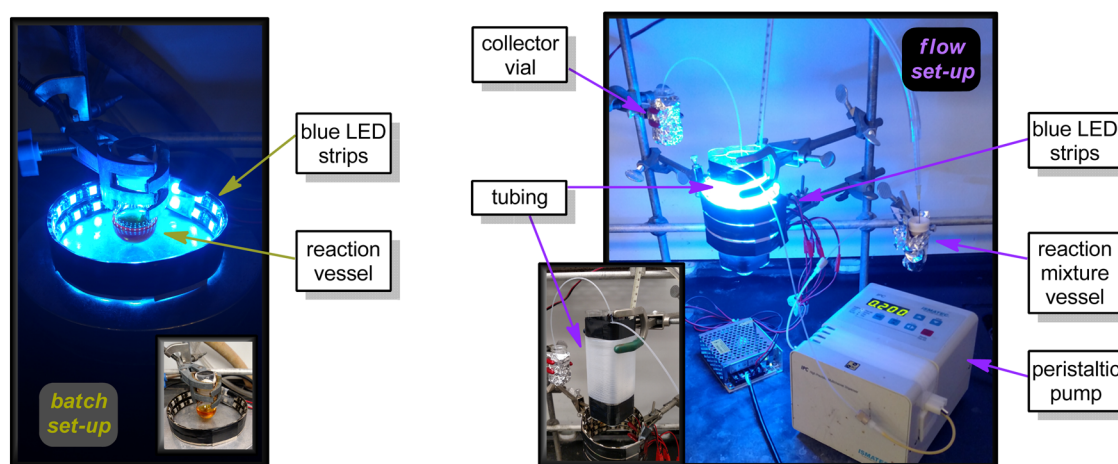 blue LED
strips
reaction
vessel
batch
set-up
collector
vial
tubing
flow
set-up
blue LED
strips
reaction
mixture
vessel
peristaltic
pump
0.200
ISMATEC